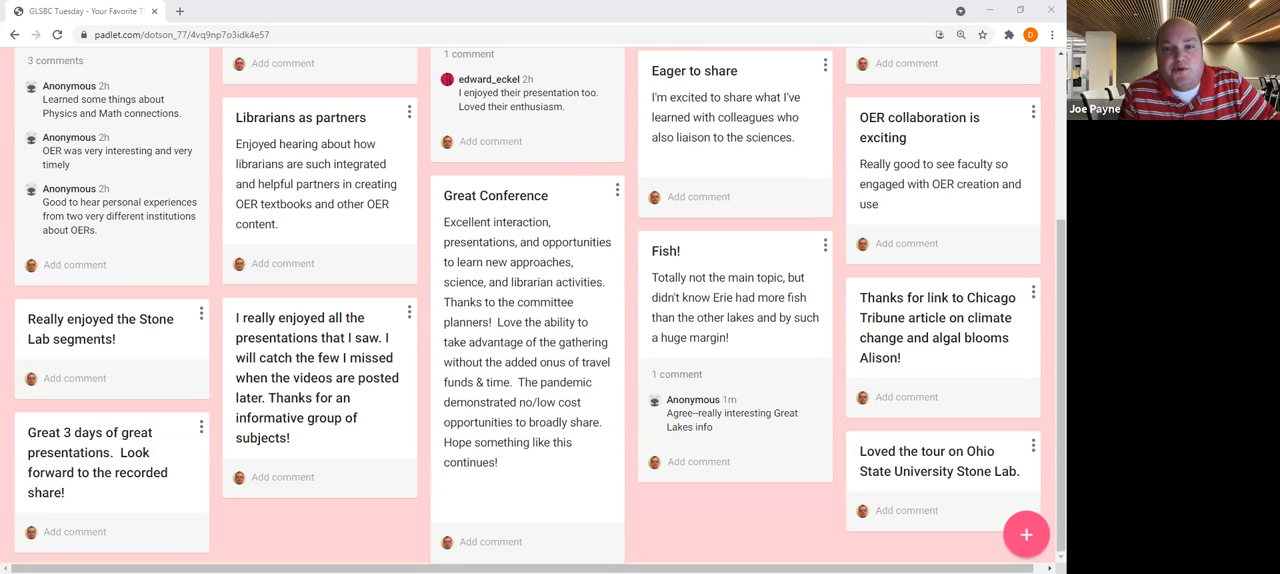 GLSBC Tuesday - Your Favorite T
padlet.com/dotson_77/4vq9np7o3idk4e57
D
Joe Payne
3 comments
Anonymous 2h
Learned some things about
Physics and Math connections.
Anonymous 2h
OER was very interesting and very
timely
Anonymous 2h
Good to hear personal experiences
from two very different institutions
about OERs.
Add comment
Really enjoyed the Stone
Lab segments!
Add comment
Great 3 days of great
presentations. Look
forward to the recorded
share!
Add comment
Add comment
Librarians as partners
Enjoyed hearing about how
librarians are such integrated
and helpful partners in creating
OER textbooks and other OER
content.
Add comment
I really enjoyed all the
presentations that I saw. I
will catch the few I missed
when the videos are posted
later. Thanks for an
informative group of
subjects!
Add comment
1 comment
edward_eckel 2h
I enjoyed their presentation too.
Loved their enthusiasm.
Add comment
Great Conference
Excellent interaction,
presentations, and opportunities
to learn new approaches,
science, and librarian activities.
Thanks to the committee
planners! Love the ability to
take advantage of the gathering
without the added onus of travel
funds & time. The pandemic
demonstrated no/low cost
opportunities to broadly share.
Hope something like this
continues!
Add comment
Eager to share
I'm excited to share what I've
learned with colleagues who
also liaison to the sciences.
Add comment
Fish!
Totally not the main topic, but
didn't know Erie had more fish
than the other lakes and by such
a huge margin!
1 comment
Anonymous 1m
Agree--really interesting Great
Lakes info
Add comment
Add comment
OER collaboration is
exciting
Really good to see faculty so
engaged with OER creation and
use
Add comment
Thanks for link to Chicago
Tribune article on climate
change and algal blooms
Alison!
Add comment
Loved the tour on Ohio
State University Stone Lab.
Add comment